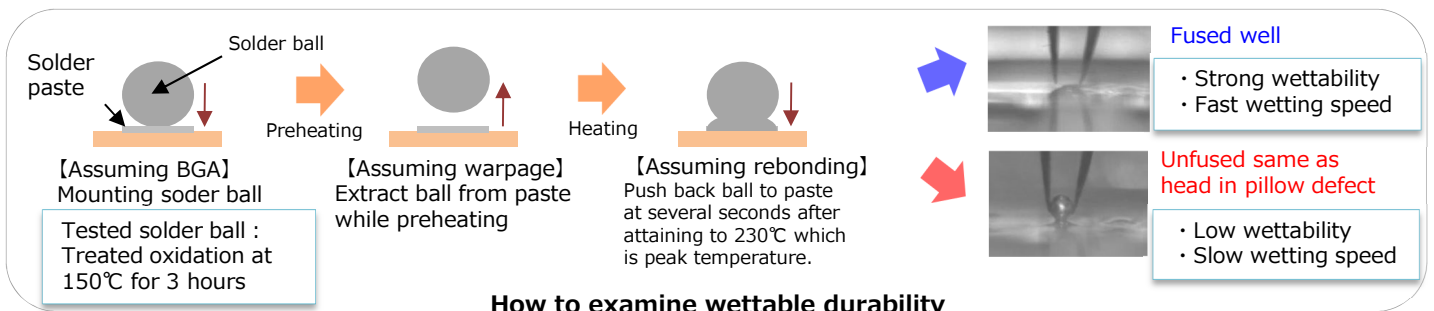 Solder paste
Solder ball
Preheating
Heating
【Assuming BGA】
Mounting soder ball
Tested solder ball :
Treated oxidation at
150℃ for 3 hours
【Assuming warpage】
Extract ball from paste
while preheating
【Assuming rebonding】
Push back ball to paste
at several seconds after
attaining to 230℃ which
is peak temperature.
Fused well
・Strong wettability
・Fast wetting speed
Unfused same as
head in pillow defect
・Low wettability
・Slow wetting speed
How to examine wettable durability